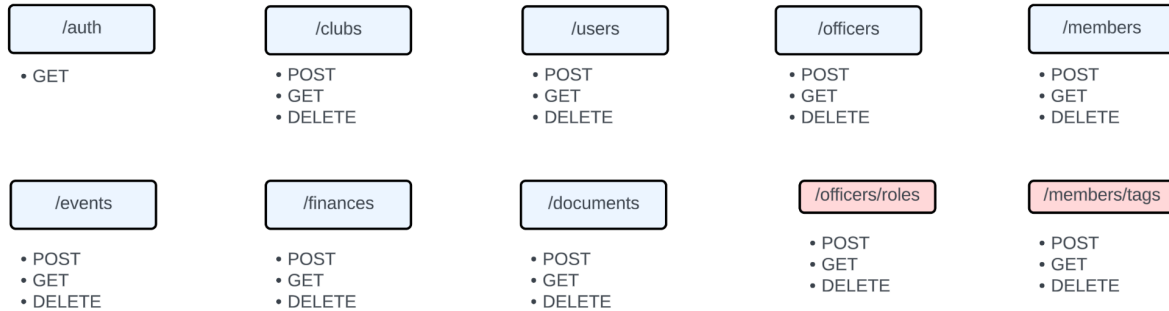 /auth
• GET
/clubs
• POST
• GET
• DELETE
/users
• POST
• GET
• DELETE
/officers
• POST
• GET
• DELETE
/members
• POST
• GET
• DELETE
/events
• POST
• GET
• DELETE
/finances
• POST
• GET
• DELETE
/documents
• POST
• GET
• DELETE
/officers/roles
• POST
• GET
• DELETE
/members/tags
• POST
• GET
• DELETE